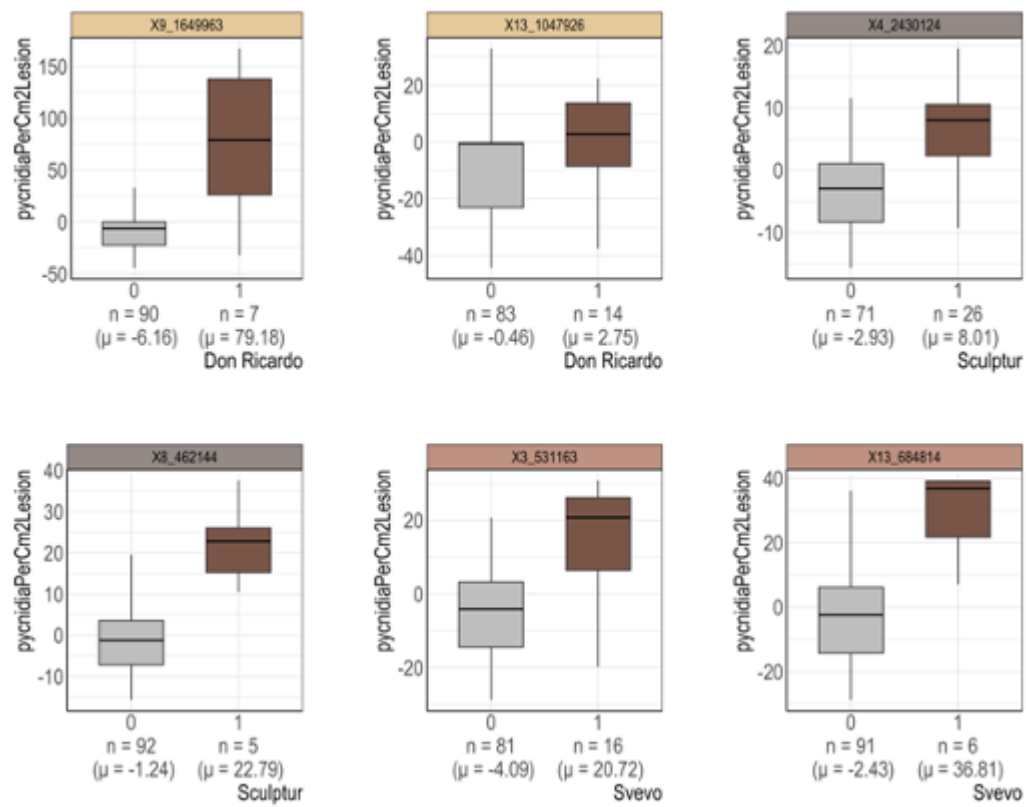 X9_1649963
pycnidiaPerCm2Lesion
150
100
50
0
-50
0 1
n = 90 n = 7
(µ = -6.16) (µ = 79.18)
Don Ricardo
X13_1047926
pycnidiaPerCm2Lesion
20
0
-20
-40
0 1
n = 83 n = 14
(µ = -0.46) (µ = 2.75)
Don Ricardo
X4_2430124
pycnidiaPerCm2Lesion
20
10
0
-10
0 1
n = 71 n = 26
(µ = -2.93) (µ = 8.01)
Sculptur
X8_462144
pycnidiaPerCm2Lesion
40
30
20
10
0
-10
0 1
n = 92 n = 5
(µ = -1.24) (µ = 22.79)
Sculptur
X3_531163
pycnidiaPerCm2Lesion
20
0
-20
0 1
n = 81 n = 16
(µ = -4.09) (µ = 20.72)
Svevo
X13_684814
pycnidiaPerCm2Lesion
40
20
0
-20
0 1
n = 91 n = 6
(µ = -2.43) (µ = 36.81)
Svevo